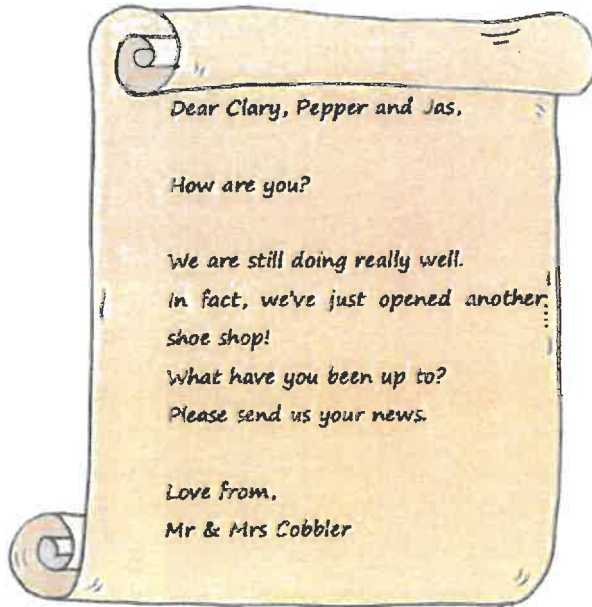 Dear Clary, Pepper and Jas,
How are you?
We are still doing really well.
In fact, we've just opened another
shoe shop!
What have you been up to?
Please send us your news.
Love from,
Mr & Mrs Cobbler